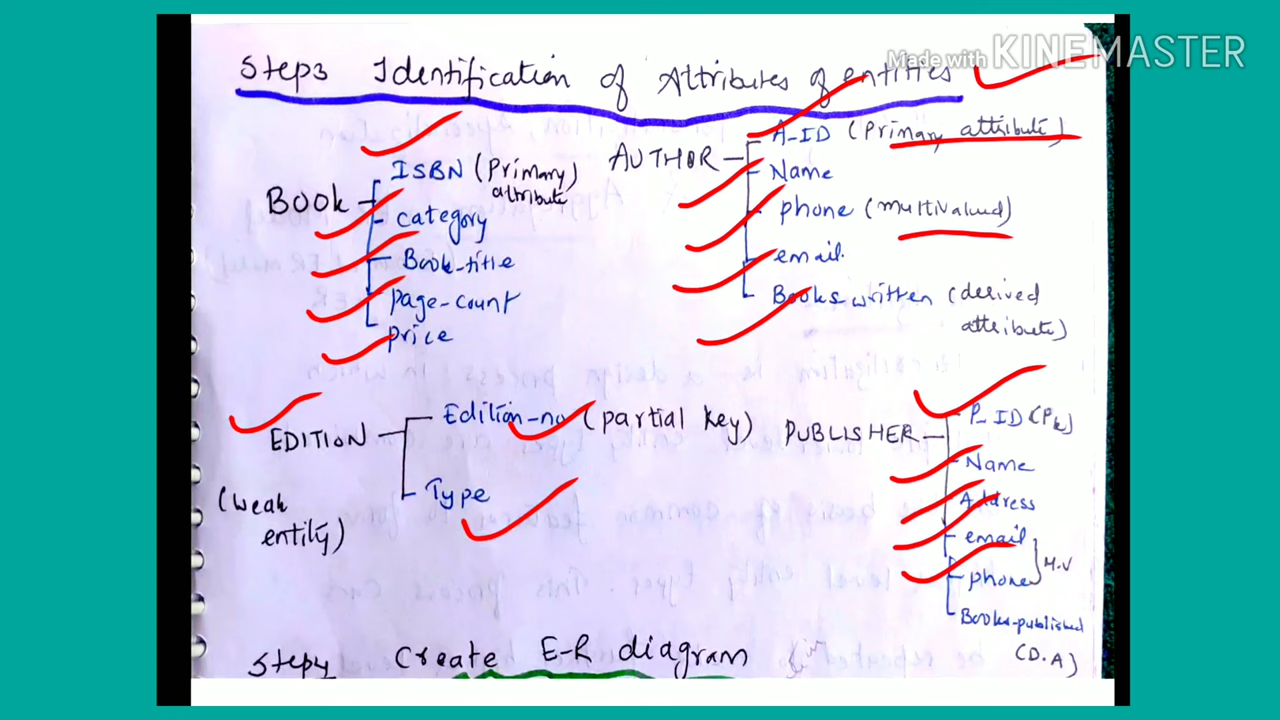 Made with KINEMASTER
Step3 Identification of Attributes of entities
BOOK
ISBN (Primary attribute)
category
Book-title
page-count
price
AUTHOR
A-ID (Primary attribute)
Name
phone (multivalued)
email
Books written (derived
attribute)
EDITION
(Weak
entity)
Edition-no (partial key)
Type
PUBLISHER
P_ID (Pk)
Name
Address
email
phone
M.V
Books-published
(D.A)
Step4 Create E-R diagram